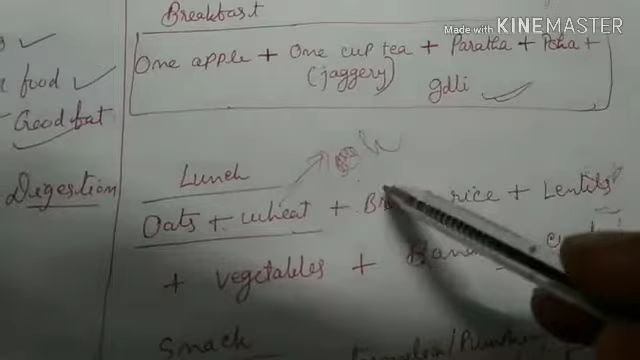 Breakfast
Made with KINEMASTER
One apple + One cup tea + Paratha + Poha +
(jaggery)
gdli
food
Good fat
Digestion
Lunch
Oats + wheat + rice + Lentils
+ vegetables +
Snack